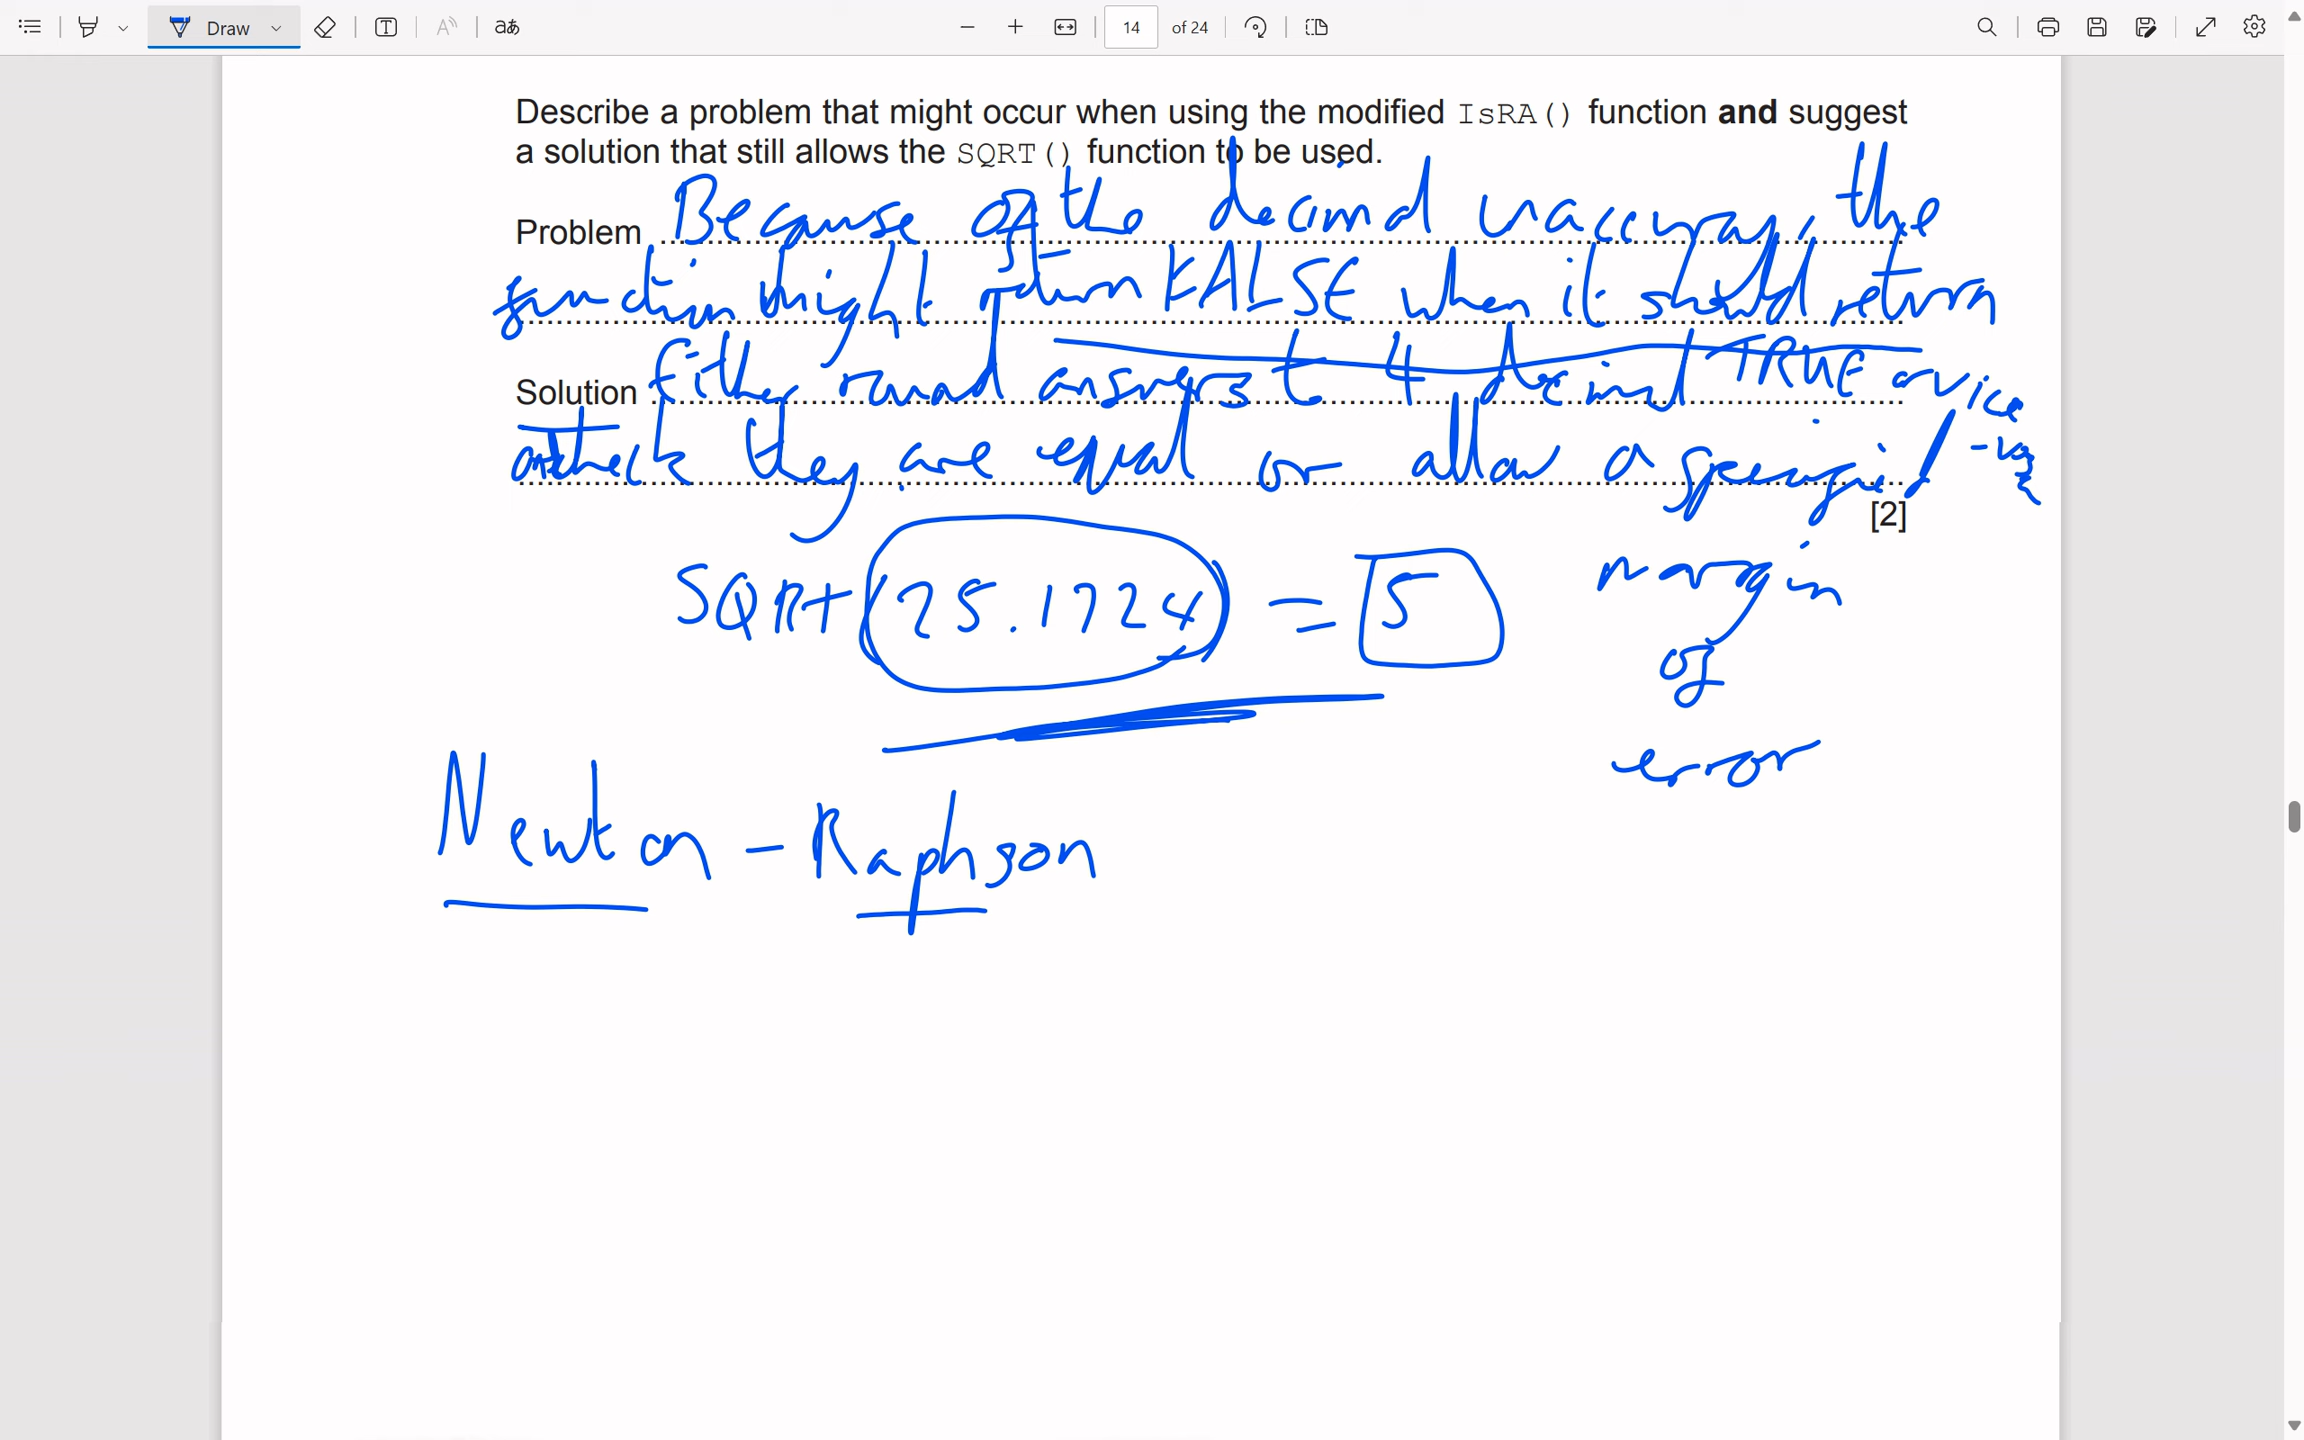 Draw
14 of 24
Describe a problem that might occur when using the modified IsRA() function and suggest
a solution that still allows the SQRT() function to be used.
Problem Because of the decimal inaccuracy, the
function might return FALSE when it should return
TRUE or vice
-versa
Solution Either round answers to 4 decimal
check they are equal or allow a specific
[2]
margin
of
error
SQRT(25.1724) = 5
Newton-Raphson